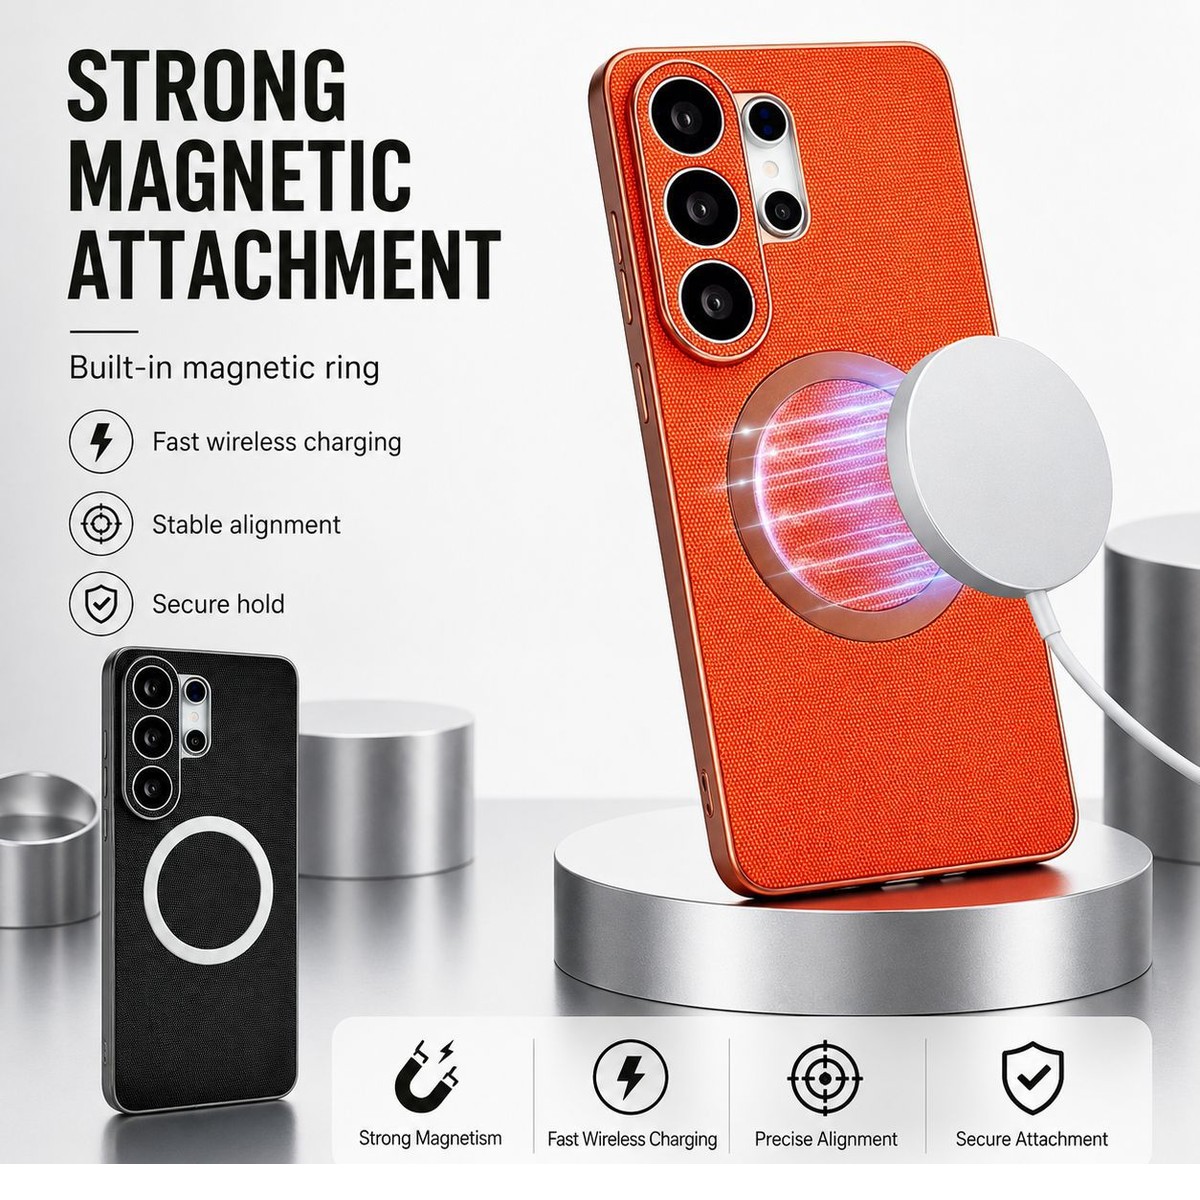 STRONG
MAGNETIC
ATTACHMENT
Built-in magnetic ring
Fast wireless charging
Stable alignment
Secure hold
Strong Magnetism
Fast Wireless Charging
Precise Alignment
Secure Attachment